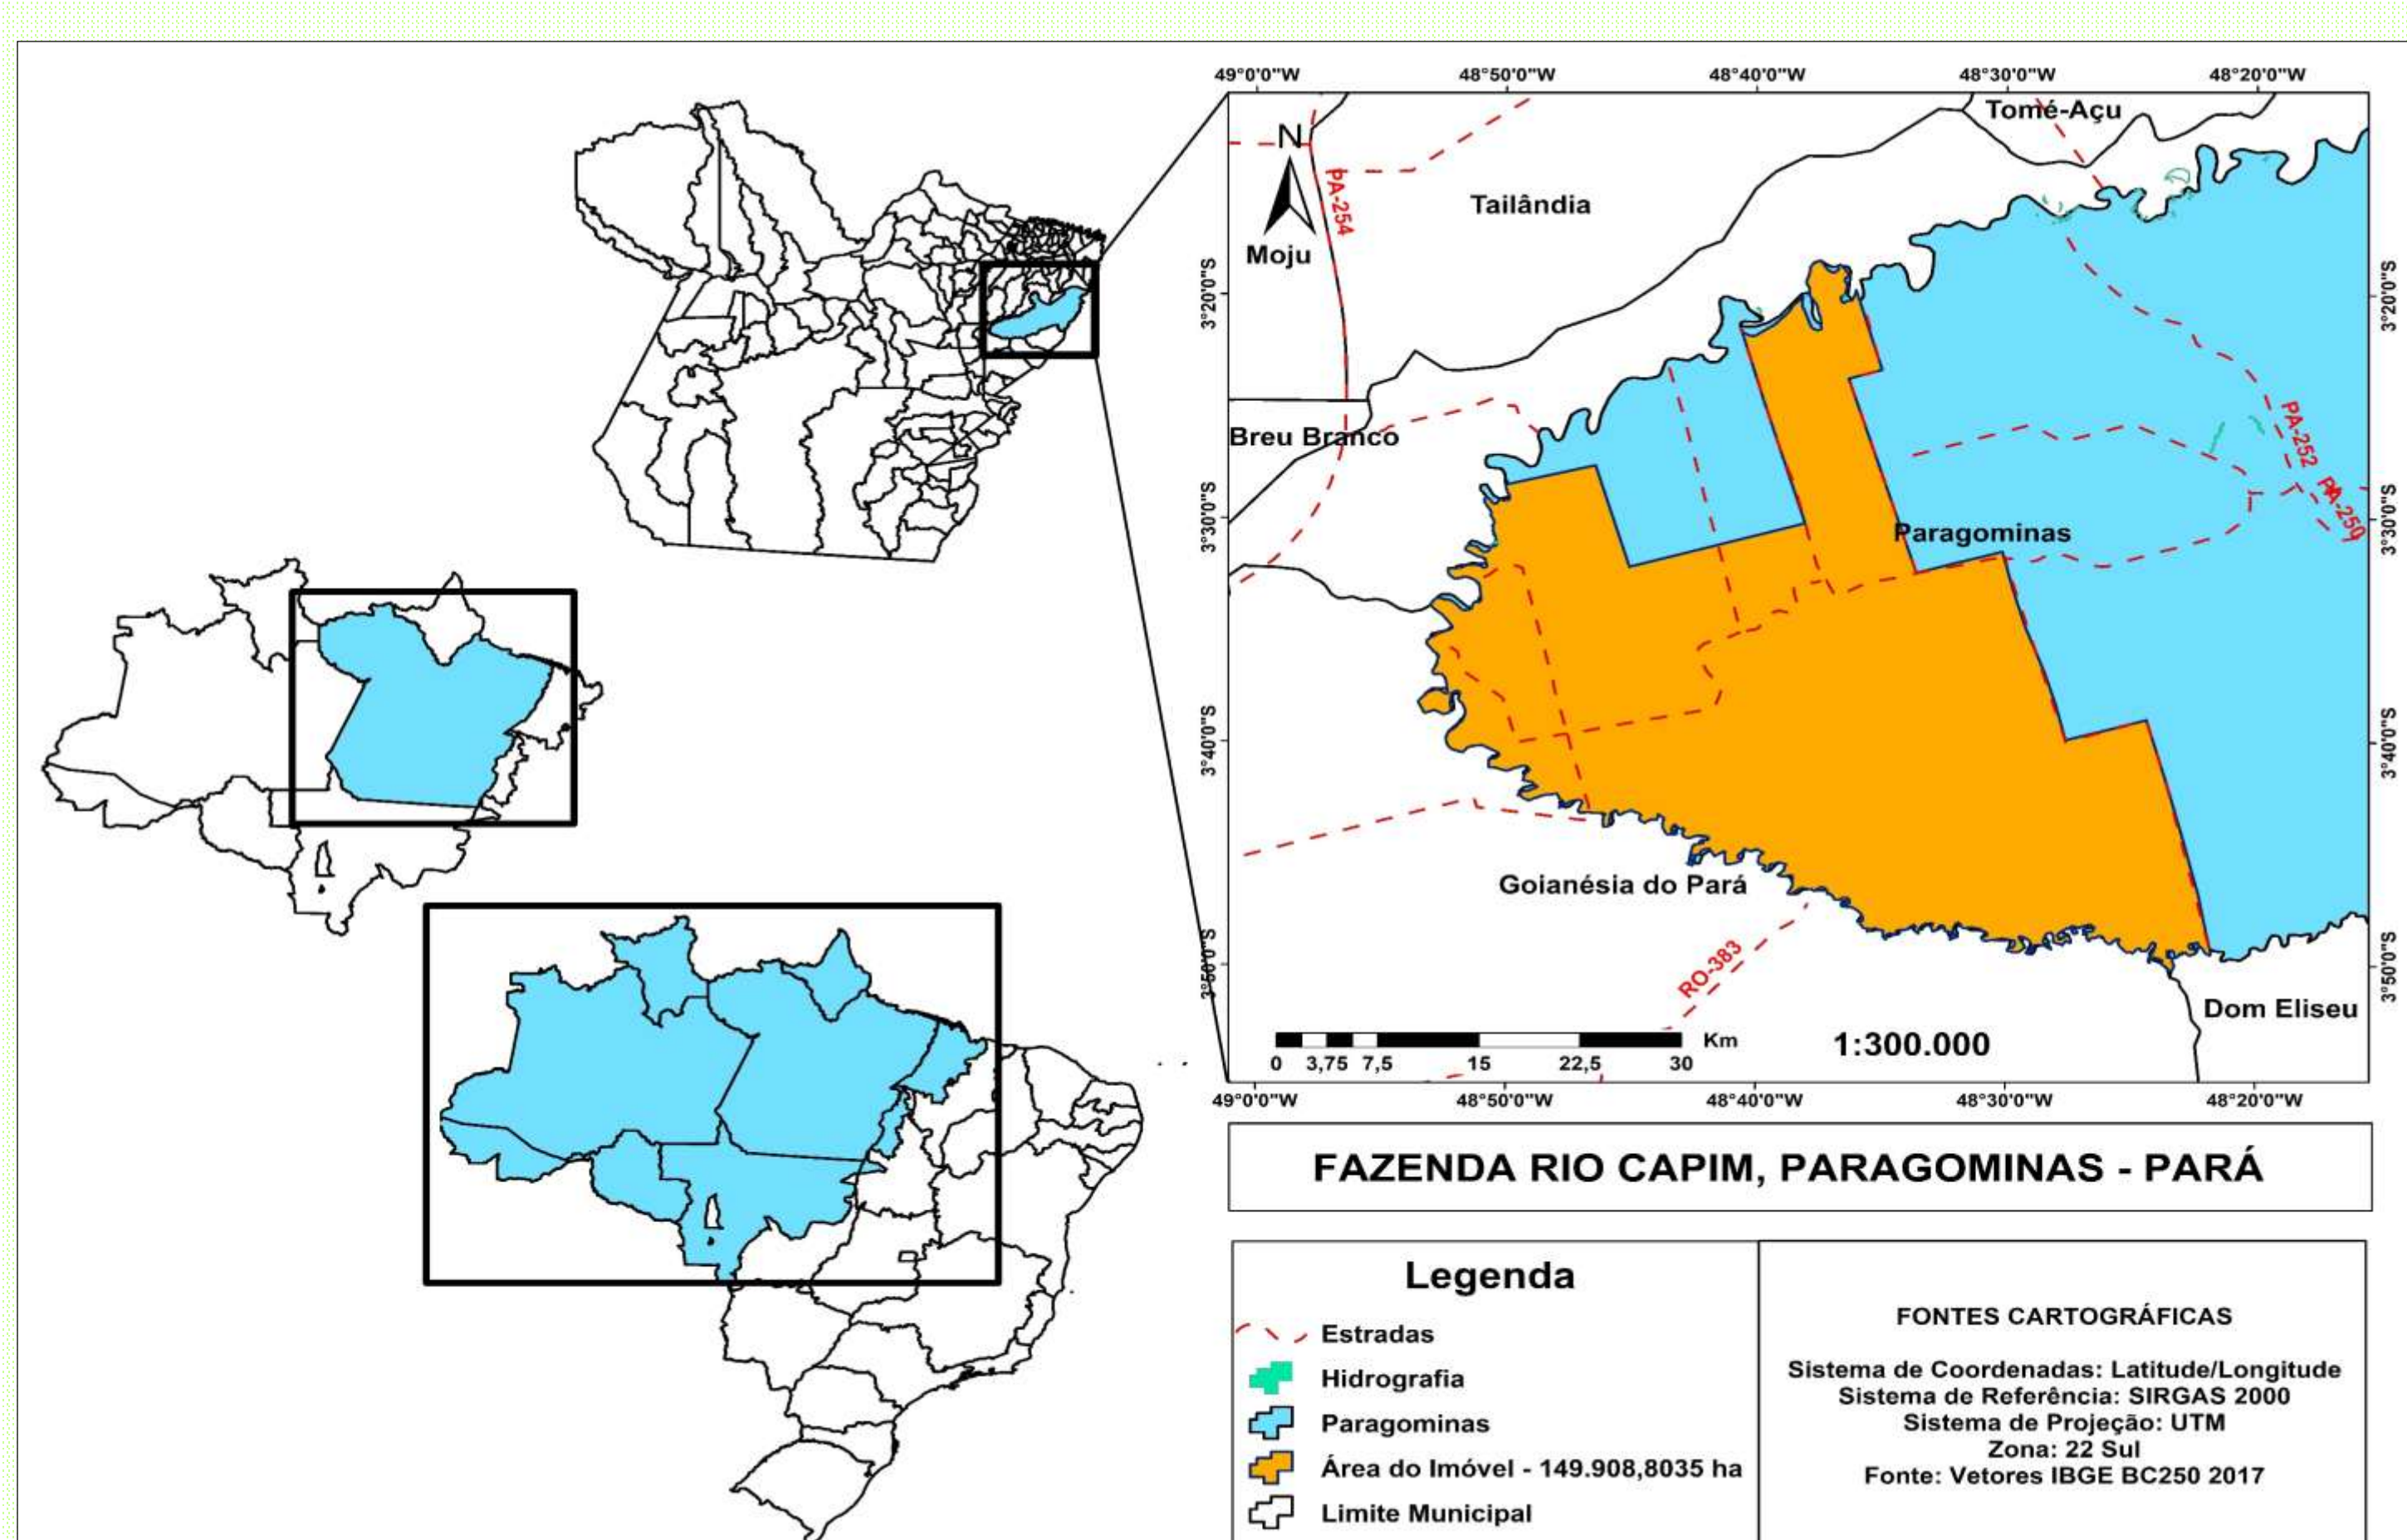 49°0'0"W 48°50'0"W 48°40'0"W 48°30'0"W 48°20'0"W
Tomé-Açu
N
PA-254
Tailândia
Moju
3°20'0"S
3°20'0"S
Breu Branco
PA-252
PA-250
3°30'0"S
Paragominas
3°30'0"S
3°40'0"S
3°40'0"S
Goianésia do Pará
RO-383
3°50'0"S
3°50'0"S
Dom Eliseu
Km
0 3,75 7,5 15 22,5 30
1:300.000
49°0'0"W 48°50'0"W 48°40'0"W 48°30'0"W 48°20'0"W
FAZENDA RIO CAPIM, PARAGOMINAS - PARÁ
Legenda
Estradas
Hidrografia
Paragominas
Área do Imóvel - 149.908,8035 ha
Limite Municipal
FONTES CARTOGRÁFICAS
Sistema de Coordenadas: Latitude/Longitude
Sistema de Referência: SIRGAS 2000
Sistema de Projeção: UTM
Zona: 22 Sul
Fonte: Vetores IBGE BC250 2017